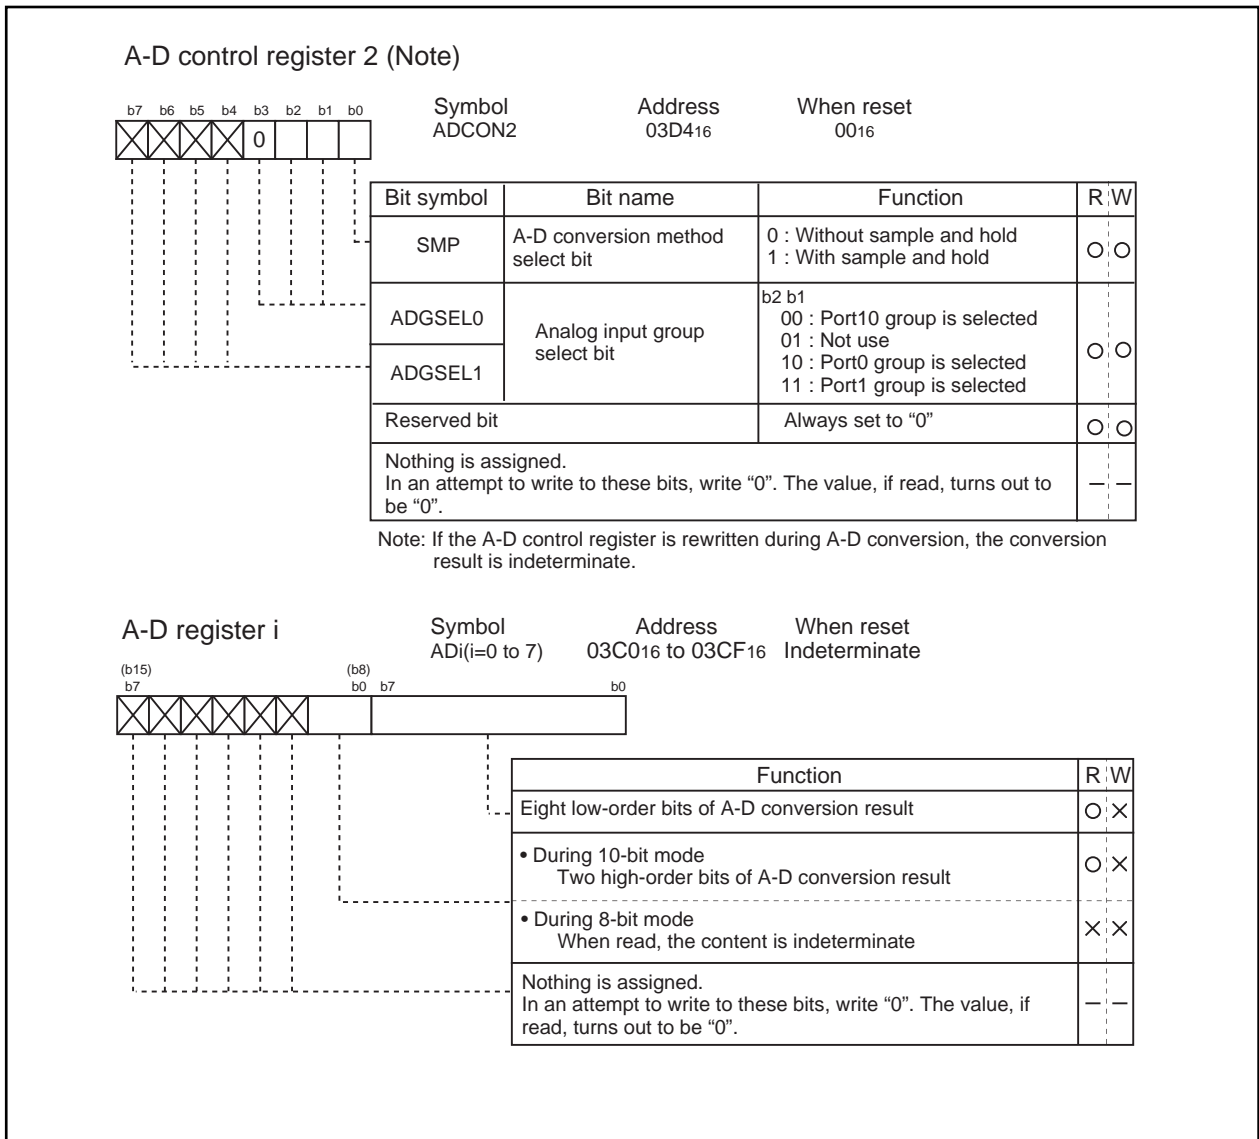 A-D control register 2 (Note)
b7 b6 b5 b4 b3 b2 b1 b0
Symbol Address When reset
ADCON2 03D416 0016
0
Bit symbol Bit name Function R W
SMP A-D conversion method select bit 0 : Without sample and hold
1 : With sample and hold
ADGSEL0 Analog input group select bit b2 b1
00 : Port10 group is selected
01 : Not use
10 : Port0 group is selected
ADGSEL1 11 : Port1 group is selected
Reserved bit Always set to “0”
Nothing is assigned.
In an attempt to write to these bits, write “0”. The value, if read, turns out to
be “0”.
Note: If the A-D control register is rewritten during A-D conversion, the conversion
result is indeterminate.
A-D register i
Symbol Address When reset
ADi(i=0 to 7) 03C016 to 03CF16 Indeterminate
(b15) (b8)
b7 b0 b7 b0
Function R W
Eight low-order bits of A-D conversion result
• During 10-bit mode
Two high-order bits of A-D conversion result
• During 8-bit mode
When read, the content is indeterminate
Nothing is assigned.
In an attempt to write to these bits, write “0”. The value, if
read, turns out to be “0”.